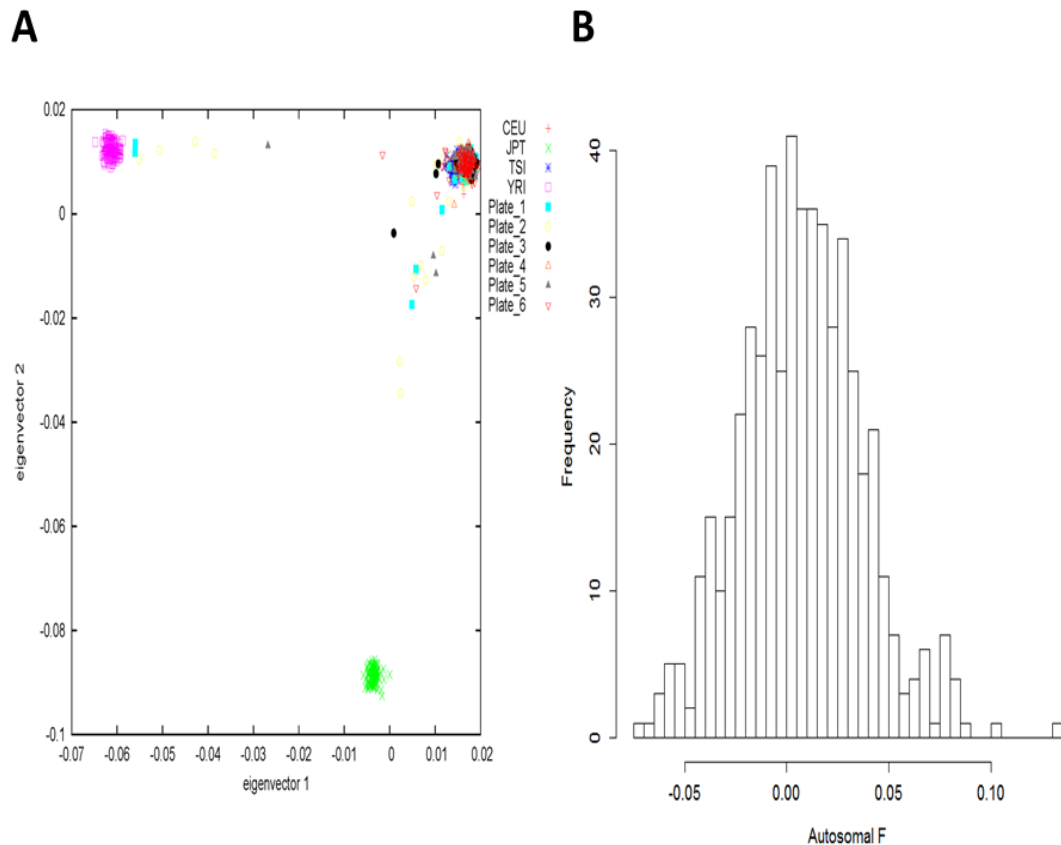 A
B
0.02
0
-0.02
-0.04
-0.06
-0.08
-0.1
eigenvector 2
-0.07 -0.06 -0.05 -0.04 -0.03 -0.02 -0.01 0 0.01 0.02
eigenvector 1
CEU
JPT
TSI
YRI
Plate_1
Plate_2
Plate_3
Plate_4
Plate_5
Plate_6
40
30
20
10
0
Frequency
-0.05 0.00 0.05 0.10
Autosomal F